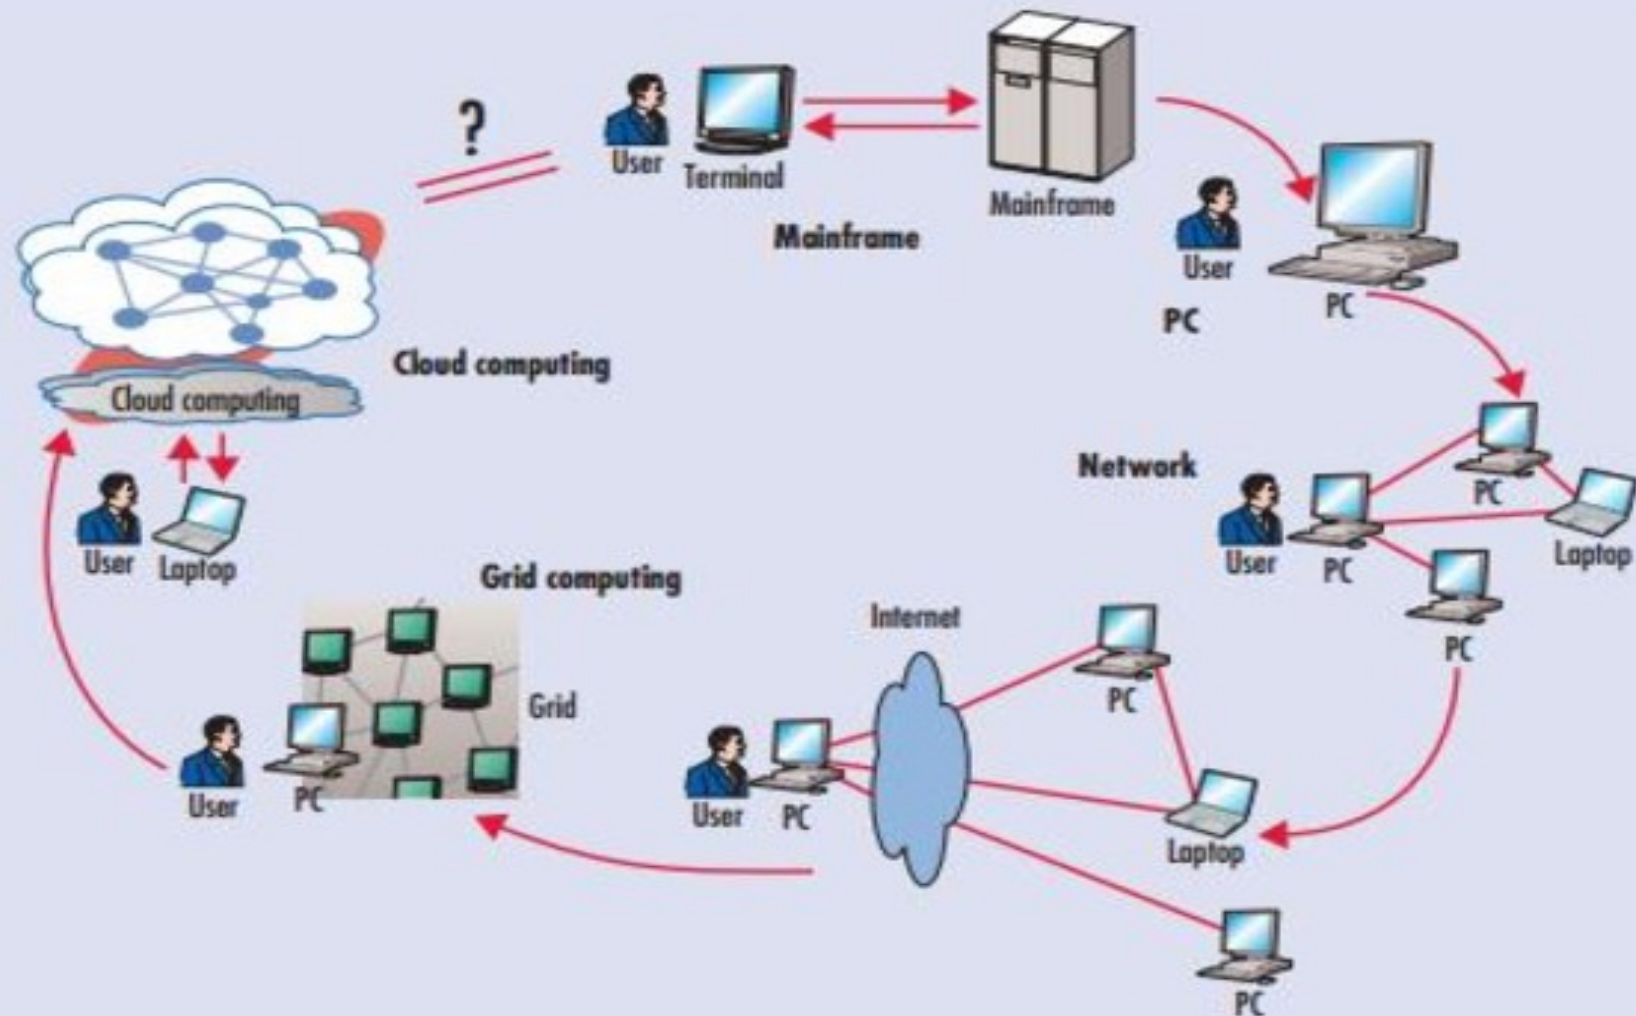 ?
User
Terminal
Mainframe
Mainframe
User
PC
PC
Cloud computing
Cloud computing
User
Laptop
Network
PC
User
PC
Laptop
PC
Grid computing
Grid
User
PC
Internet
User
PC
PC
Laptop
PC